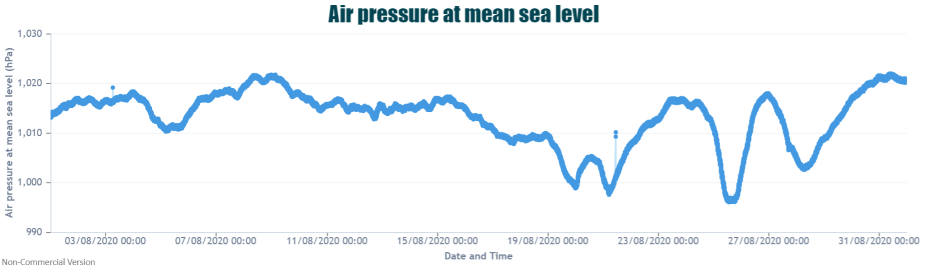 Air pressure at mean sea level
Air pressure at mean sea level (hPa)
1,030
1,020
1,010
1,000
990
03/08/2020 00:00 07/08/2020 00:00 11/08/2020 00:00 15/08/2020 00:00 19/08/2020 00:00 23/08/2020 00:00 27/08/2020 00:00 31/08/2020 00:00
Date and Time
Non-Commercial Version